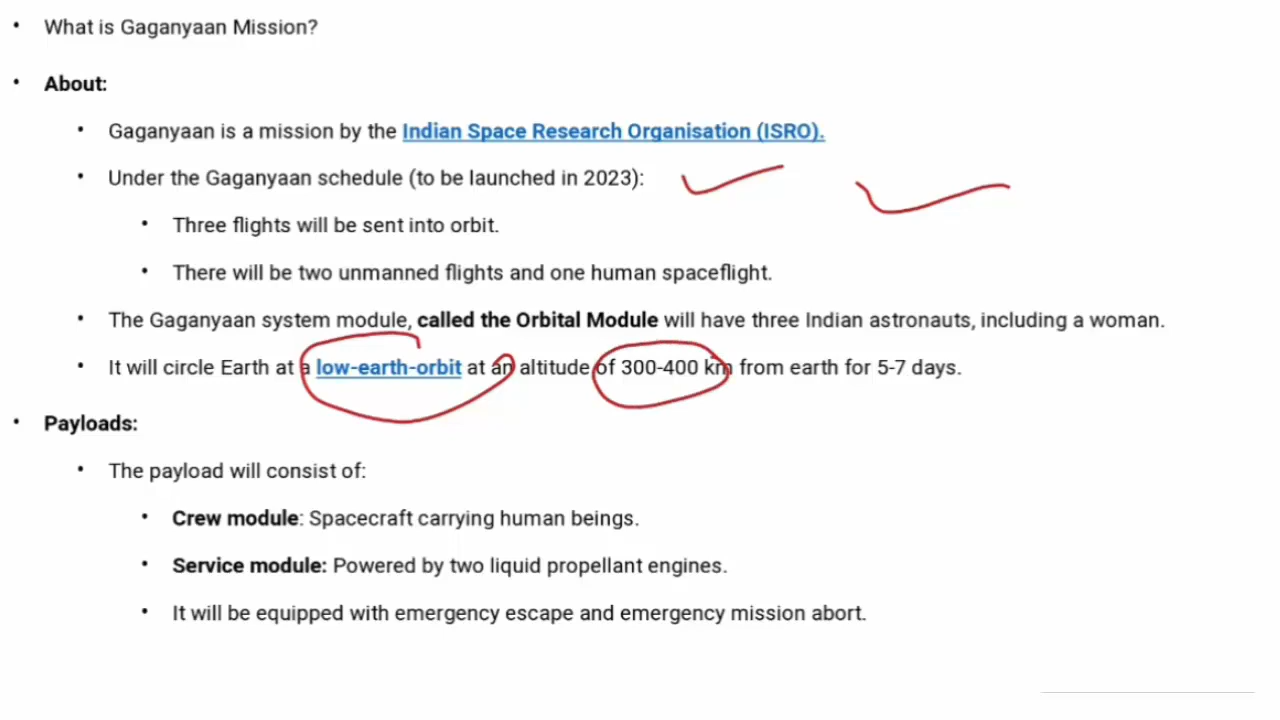 • What is Gaganyaan Mission?
• About:
• Gaganyaan is a mission by the Indian Space Research Organisation (ISRO).
• Under the Gaganyaan schedule (to be launched in 2023):
• Three flights will be sent into orbit.
• There will be two unmanned flights and one human spaceflight.
• The Gaganyaan system module, called the Orbital Module will have three Indian astronauts, including a woman.
• It will circle Earth at a low-earth-orbit at an altitude of 300-400 km from earth for 5-7 days.
• Payloads:
• The payload will consist of:
• Crew module: Spacecraft carrying human beings.
• Service module: Powered by two liquid propellant engines.
• It will be equipped with emergency escape and emergency mission abort.